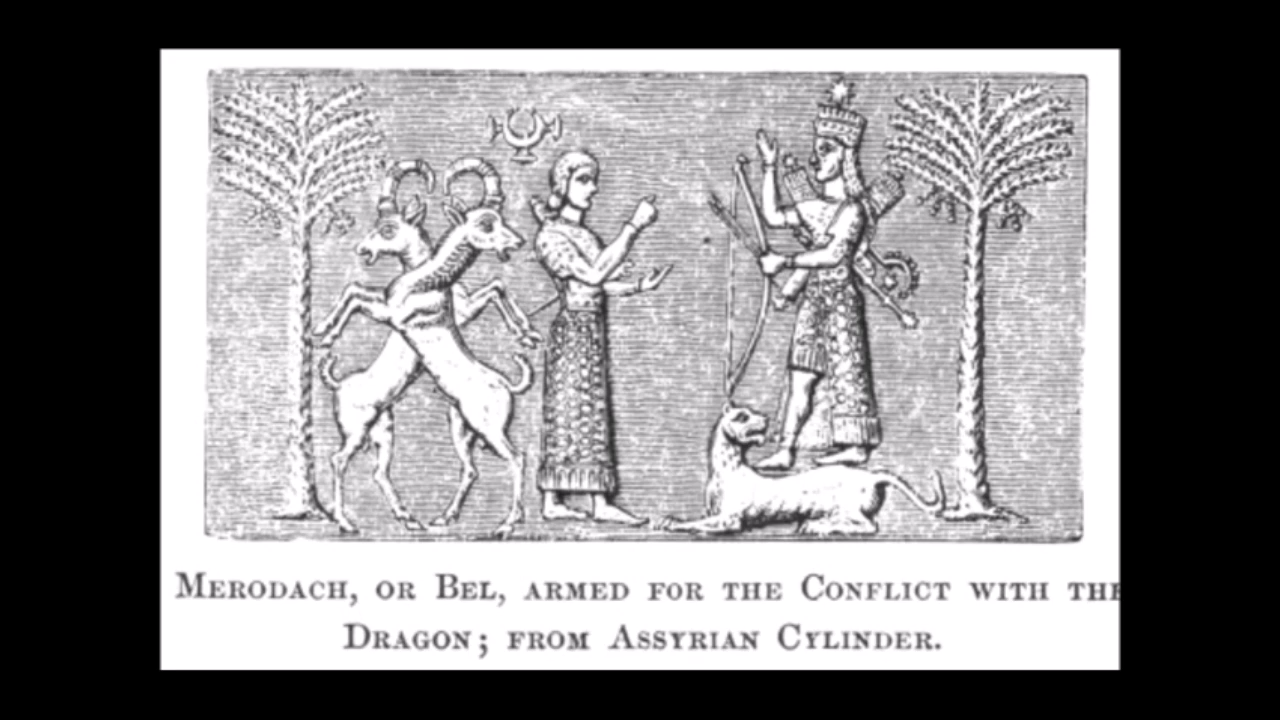 Merodach, or Bel, armed for the Conflict with the
Dragon; from Assyrian Cylinder.